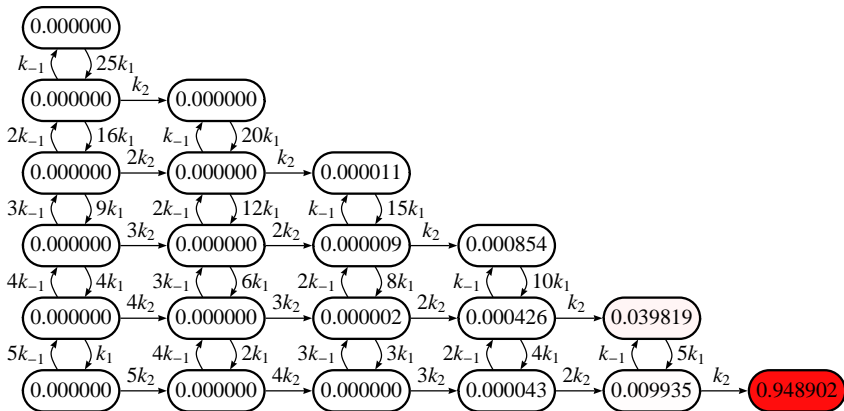 0.000000
k₋₁ 25k₁
k₂
0.000000 0.000000
2k₋₁ 16k₁ k₋₁ 20k₁
2k₂ k₂
0.000000 0.000000 0.000011
3k₋₁ 9k₁ 2k₋₁ 12k₁ k₋₁ 15k₁
3k₂ 2k₂ k₂
0.000000 0.000000 0.000009 0.000854
4k₋₁ 4k₁ 3k₋₁ 6k₁ 2k₋₁ 8k₁ k₋₁ 10k₁
4k₂ 3k₂ 2k₂ k₂
0.000000 0.000000 0.000002 0.000426 0.039819
5k₋₁ k₁ 4k₋₁ 2k₁ 3k₋₁ 3k₁ 2k₋₁ 4k₁ k₋₁ 5k₁
5k₂ 4k₂ 3k₂ 2k₂ k₂
0.000000 0.000000 0.000000 0.000043 0.009935 0.948902